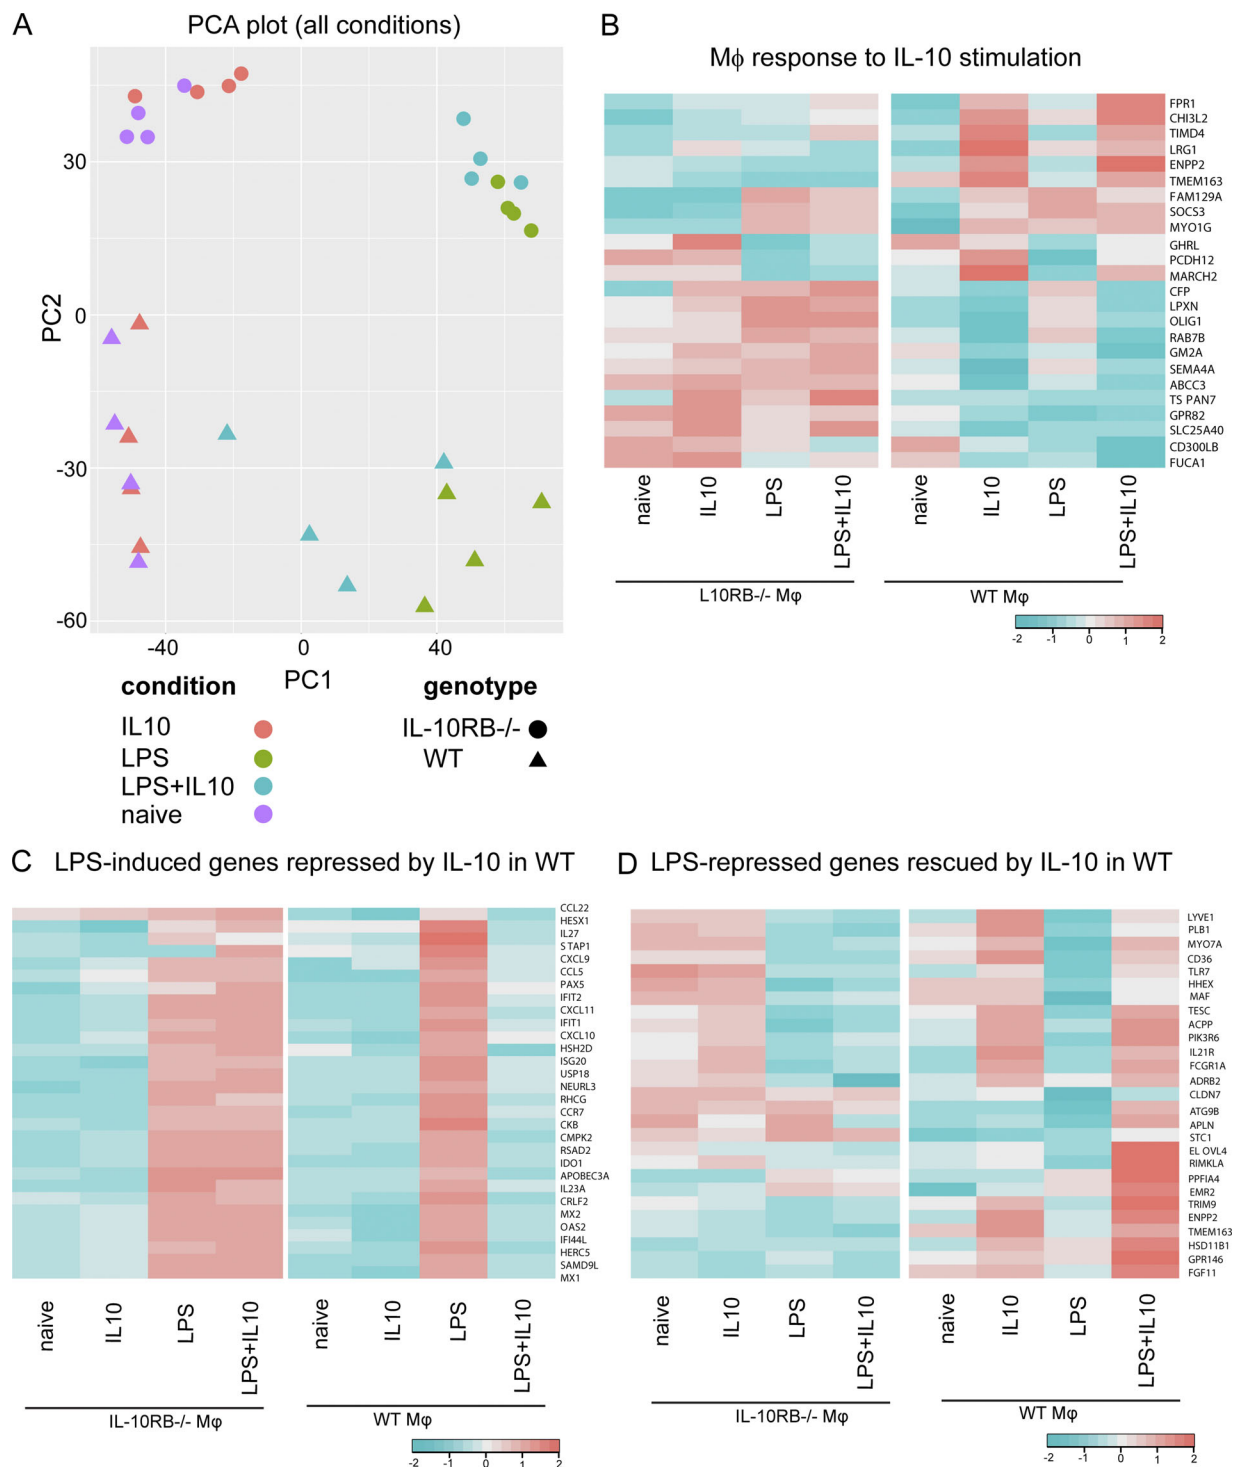 A
PCA plot (all conditions)
PC2
30
0
-30
-60
-40
0
40
PC1
condition
IL10
LPS
LPS+IL10
naive
genotype
IL-10RB-/-
WT
B
Mϕ response to IL-10 stimulation
FPR1
CHI3L2
TIMD4
LRG1
ENPP2
TMEM163
FAM129A
SOCS3
MYO1G
GHRL
PCDH12
MARCH2
CFP
LPXN
OLIG1
RAB7B
GM2A
SEMA4A
ABCC3
TS PAN7
GPR82
SLC25A40
CD300LB
FUCA1
naive
IL10
LPS
LPS+IL10
naive
IL10
LPS
LPS+IL10
L10RB-/- Mφ
WT Mφ
-2 -1 0 1 2
C
LPS-induced genes repressed by IL-10 in WT
CCL22
HESX1
IL27
S TAP1
CXCL9
CCL5
PAX5
IFIT2
CXCL11
IFIT1
CXCL10
HSH2D
ISG20
USP18
NEURL3
RHCG
CCR7
CKB
CMPK2
RSAD2
IDO1
APOBEC3A
IL23A
CRLF2
MX2
OAS2
IFI44L
HERC5
SAMD9L
MX1
naive
IL10
LPS
LPS+IL10
naive
IL10
LPS
LPS+IL10
IL-10RB-/- Mφ
WT Mφ
-2 -1 0 1 2
D
LPS-repressed genes rescued by IL-10 in WT
LYVE1
PLB1
MYO7A
CD36
TLR7
HHEX
MAF
TESC
ACPP
PIK3R6
IL21R
FCGR1A
ADRB2
CLDN7
ATG9B
APLN
STC1
EL OVL4
RIMKLA
PPFIA4
EMR2
TRIM9
ENPP2
TMEM163
HSD11B1
GPR146
FGF11
naive
IL10
LPS
LPS+IL10
naive
IL10
LPS
LPS+IL10
IL-10RB-/- Mφ
WT Mφ
-2 -1 0 1 2